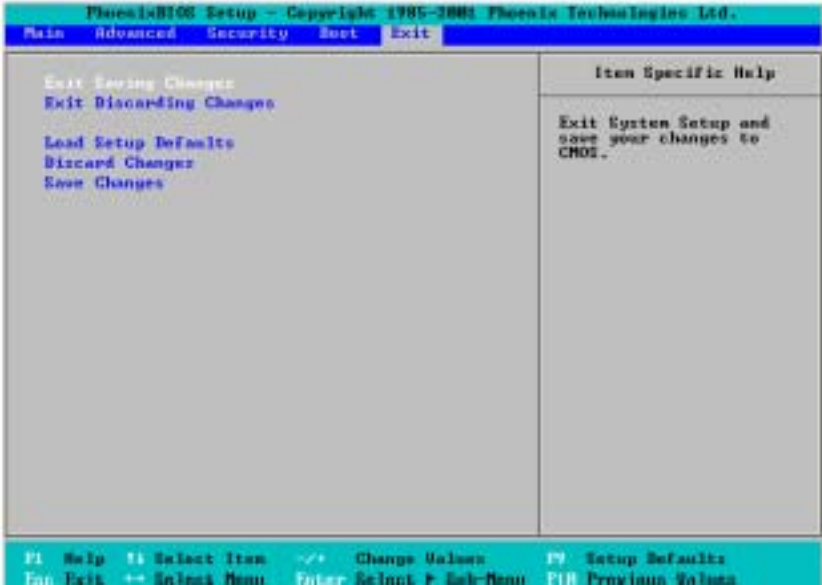 PhoenixBIOS Setup - Copyright 1985-2001 Phoenix Technologies Ltd.
Main Advanced Security Boot Exit
Exit Saving Changes
Exit Discarding Changes
Load Setup Defaults
Discard Changes
Save Changes
Item Specific Help
Exit System Setup and
save your changes to
CMOS.
F1 Help ↑↓ Select Item -/+ Change Values F9 Setup Defaults
Esc Exit ↔ Select Menu Enter Select ▶ Sub-Menu F10 Previous Values